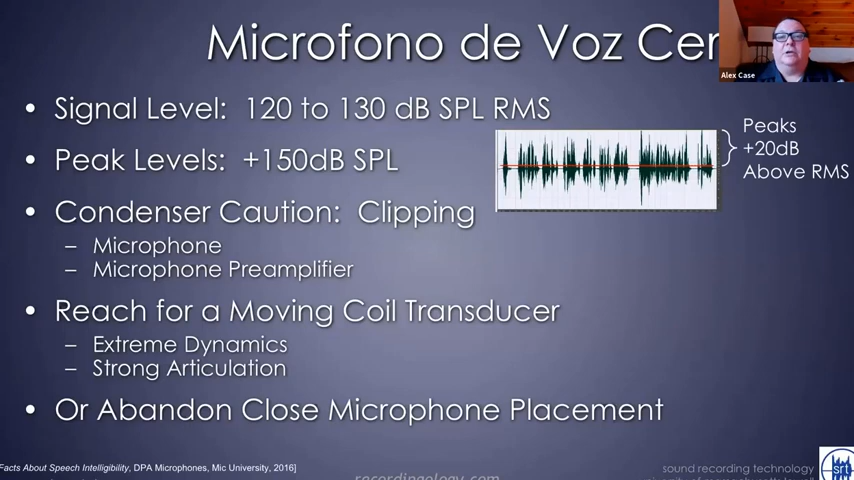 Microfono de Voz Cer
Alex Case
• Signal Level: 120 to 130 dB SPL RMS
Peaks
+20dB
Above RMS
• Peak Levels: +150dB SPL
• Condenser Caution: Clipping
– Microphone
– Microphone Preamplifier
• Reach for a Moving Coil Transducer
– Extreme Dynamics
– Strong Articulation
• Or Abandon Close Microphone Placement
Facts About Speech Intelligibility, DPA Microphones, Mic University, 2016]
recordingology.com
sound recording technology
srt